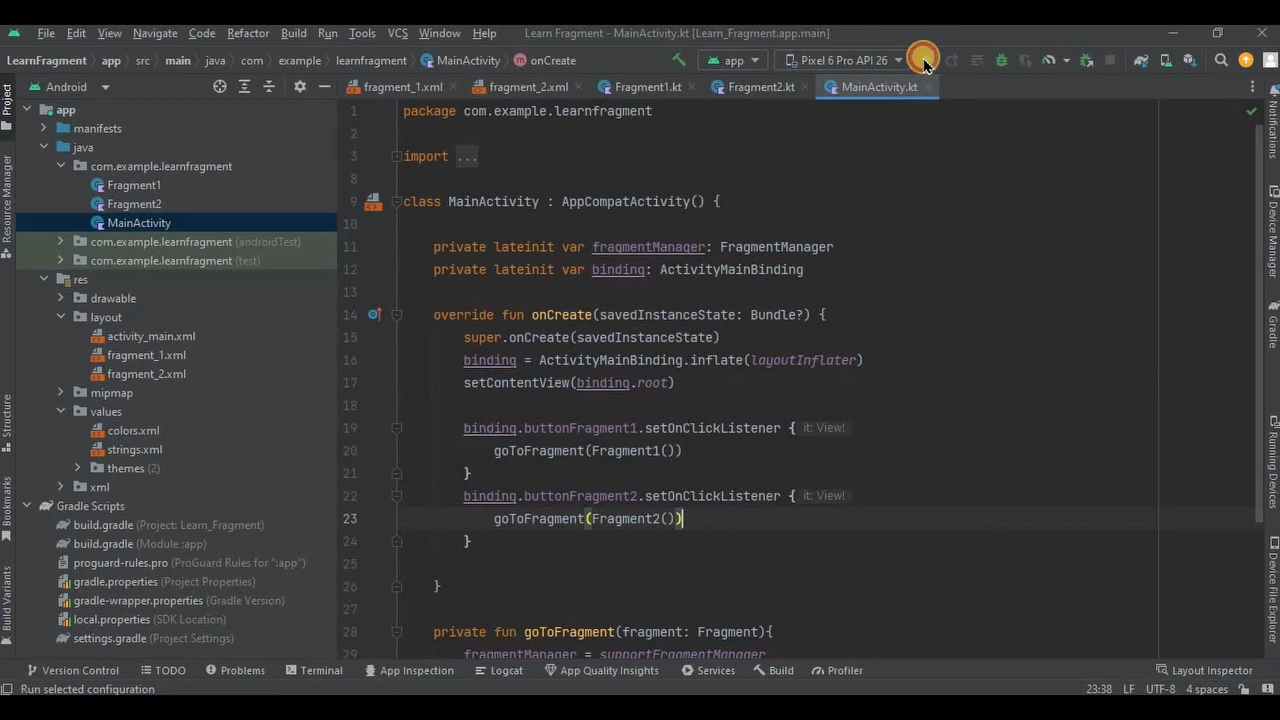 File Edit View Navigate Code Refactor Build Run Tools VCS Window Help Learn Fragment - MainActivity.kt [Learn_Fragment.app.main]
LearnFragment app src main java com example learnfragment MainActivity onCreate app Pixel 6 Pro API 26
Android fragment_1.xml fragment_2.xml Fragment1.kt Fragment2.kt MainActivity.kt
Project
Resource Manager
Structure
Bookmarks
Build Variants
app
manifests
java
com.example.learnfragment
Fragment1
Fragment2
MainActivity
com.example.learnfragment (androidTest)
com.example.learnfragment (test)
res
drawable
layout
activity_main.xml
fragment_1.xml
fragment_2.xml
mipmap
values
colors.xml
strings.xml
themes (2)
xml
Gradle Scripts
build.gradle (Project: Learn_Fragment)
build.gradle (Module :app)
proguard-rules.pro (ProGuard Rules for ":app")
gradle.properties (Project Properties)
gradle-wrapper.properties (Gradle Version)
local.properties (SDK Location)
settings.gradle (Project Settings)
1 package com.example.learnfragment
2
3 import ...
8
9 class MainActivity : AppCompatActivity() {
10
11 private lateinit var fragmentManager: FragmentManager
12 private lateinit var binding: ActivityMainBinding
13
14 override fun onCreate(savedInstanceState: Bundle?) {
15 super.onCreate(savedInstanceState)
16 binding = ActivityMainBinding.inflate(layoutInflater)
17 setContentView(binding.root)
18
19 binding.buttonFragment1.setOnClickListener { it: View!
20 goToFragment(Fragment1())
21 }
22 binding.buttonFragment2.setOnClickListener { it: View!
23 goToFragment(Fragment2())
24 }
25
26 }
27
28 private fun goToFragment(fragment: Fragment){
29 fragmentManager = supportFragmentManager
Notifications
Device Manager
Gradle
Emulator
Device File Explorer
Version Control TODO Problems Terminal App Inspection Logcat App Quality Insights Services Build Profiler Layout Inspector
Run selected configuration 23:38 LF UTF-8 4 spaces